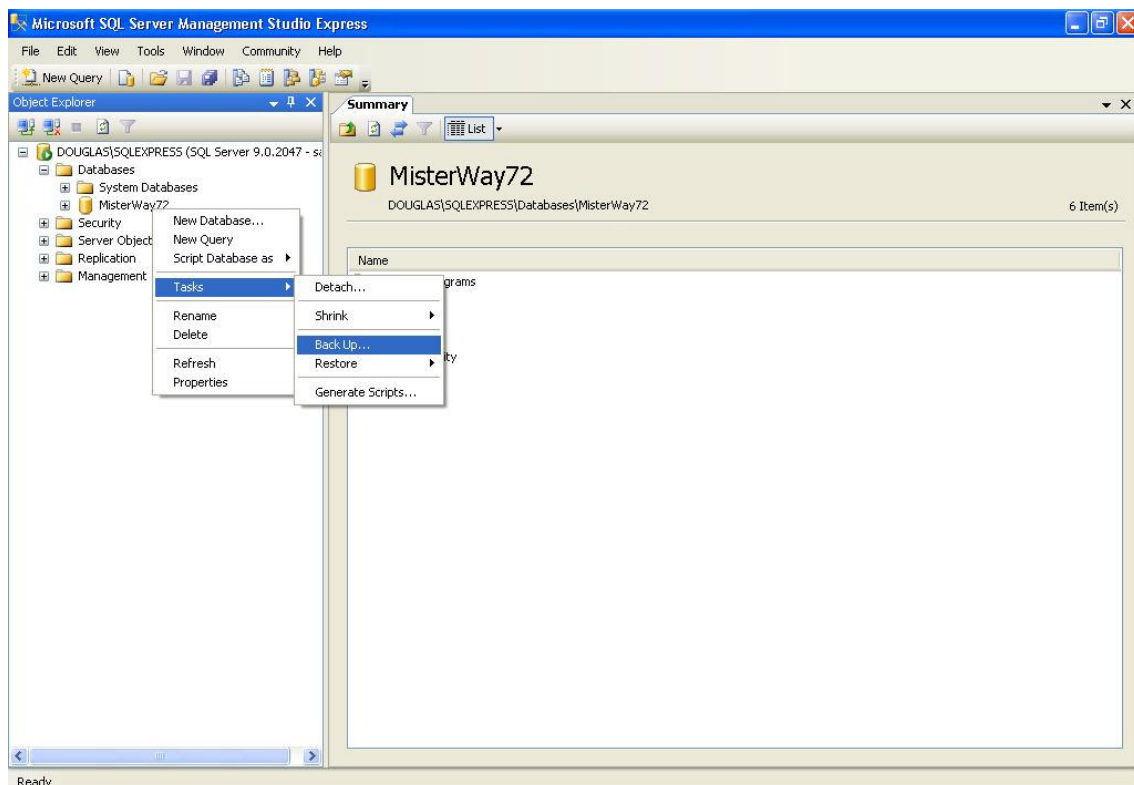 Microsoft SQL Server Management Studio Express
File Edit View Tools Window Community Help
New Query
Object Explorer
DOUGLAS\SQLEXPRESS (SQL Server 9.0.2047 - sa
Databases
System Databases
MisterWay72
Security
Server Object
Replication
Management
New Database...
New Query
Script Database as
Tasks
Rename
Delete
Refresh
Properties
Detach...
Shrink
Back Up...
Restore
Generate Scripts...
Summary
List
MisterWay72
DOUGLAS\SQLEXPRESS\Databases\MisterWay72
6 Item(s)
Name
grams
ity
Ready